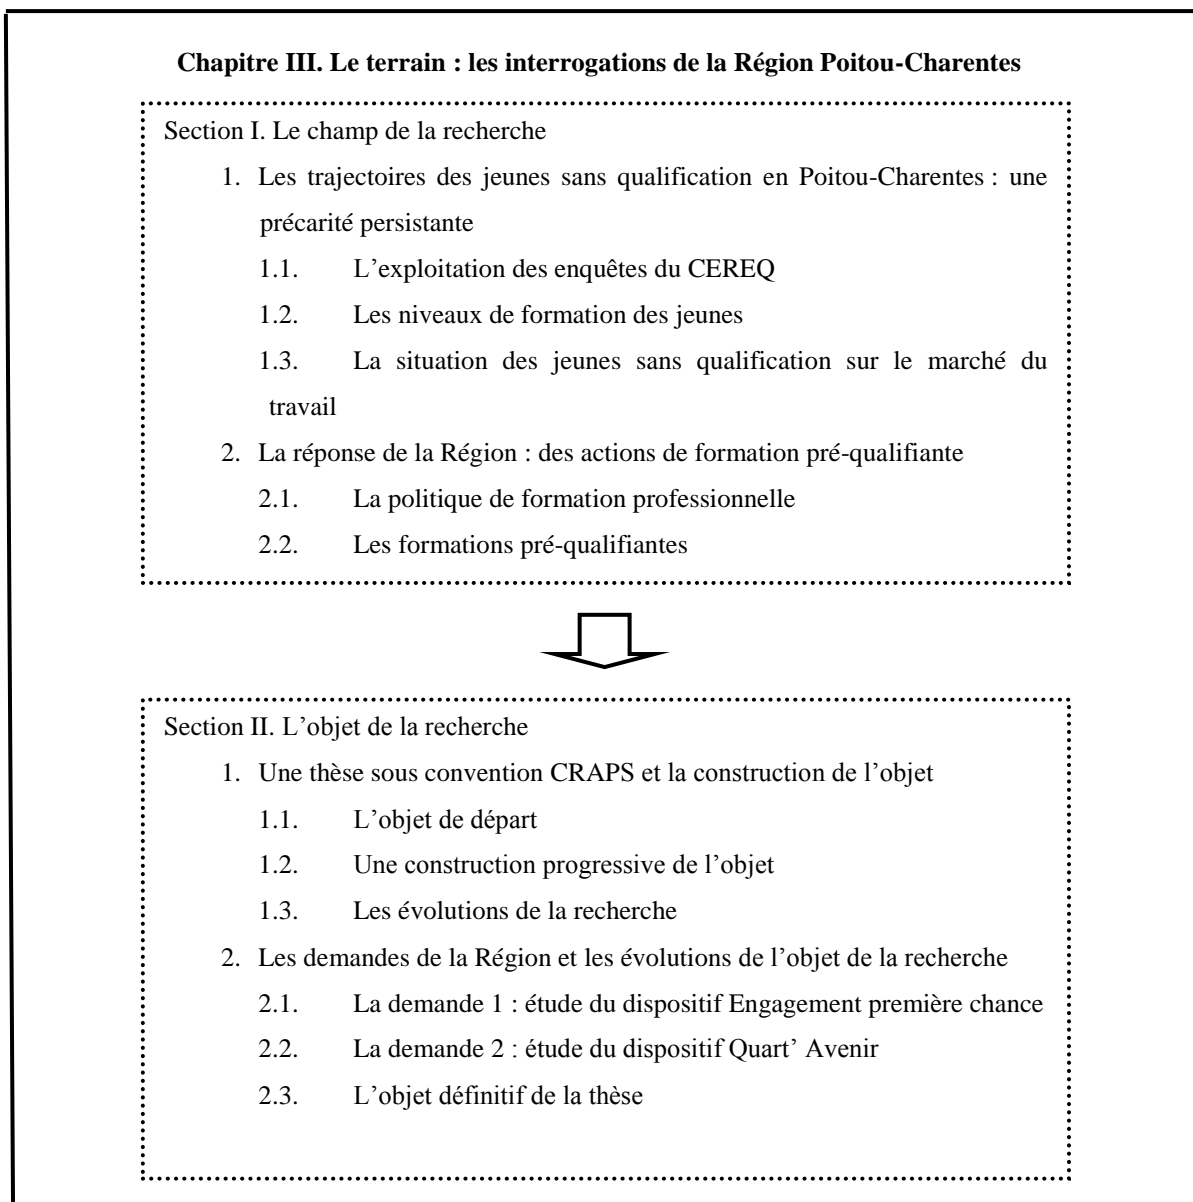 Chapitre III. Le terrain : les interrogations de la Région Poitou-Charentes
Section I. Le champ de la recherche
1. Les trajectoires des jeunes sans qualification en Poitou-Charentes : une
précarité persistante
1.1. L’exploitation des enquêtes du CEREQ
1.2. Les niveaux de formation des jeunes
1.3. La situation des jeunes sans qualification sur le marché du
travail
2. La réponse de la Région : des actions de formation pré-qualifiante
2.1. La politique de formation professionnelle
2.2. Les formations pré-qualifiantes
Section II. L’objet de la recherche
1. Une thèse sous convention CRAPS et la construction de l’objet
1.1. L’objet de départ
1.2. Une construction progressive de l’objet
1.3. Les évolutions de la recherche
2. Les demandes de la Région et les évolutions de l’objet de la recherche
2.1. La demande 1 : étude du dispositif Engagement première chance
2.2. La demande 2 : étude du dispositif Quart’ Avenir
2.3. L’objet définitif de la thèse